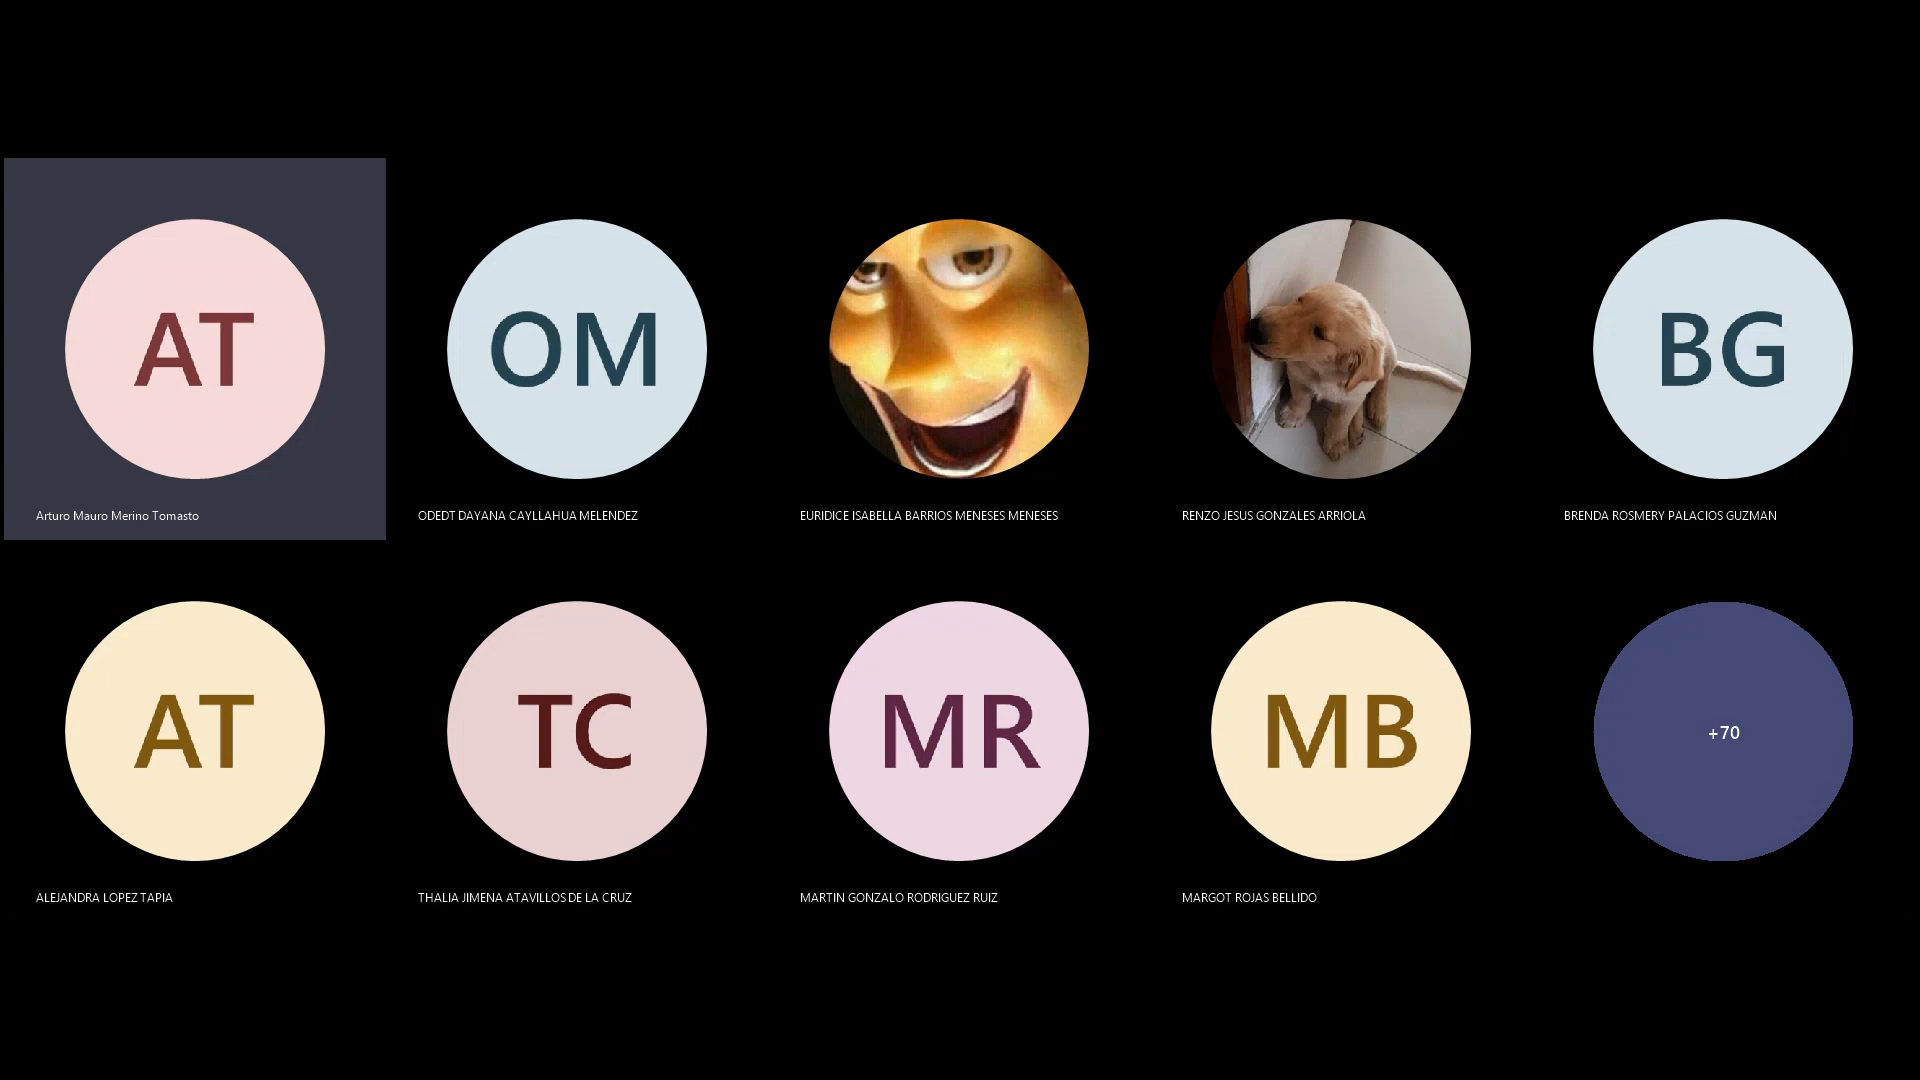 AT
OM
BG
Arturo Mauro Merino Tomasto
ODEDT DAYANA CAYLLAHUA MELENDEZ
EURIDICE ISABELLA BARRIOS MENESES MENESES
RENZO JESUS GONZALES ARRIOLA
BRENDA ROSMERY PALACIOS GUZMAN
AT
TC
MR
MB
+70
ALEJANDRA LOPEZ TAPIA
THALIA JIMENA ATAVILLOS DE LA CRUZ
MARTIN GONZALO RODRIGUEZ RUIZ
MARGOT ROJAS BELLIDO